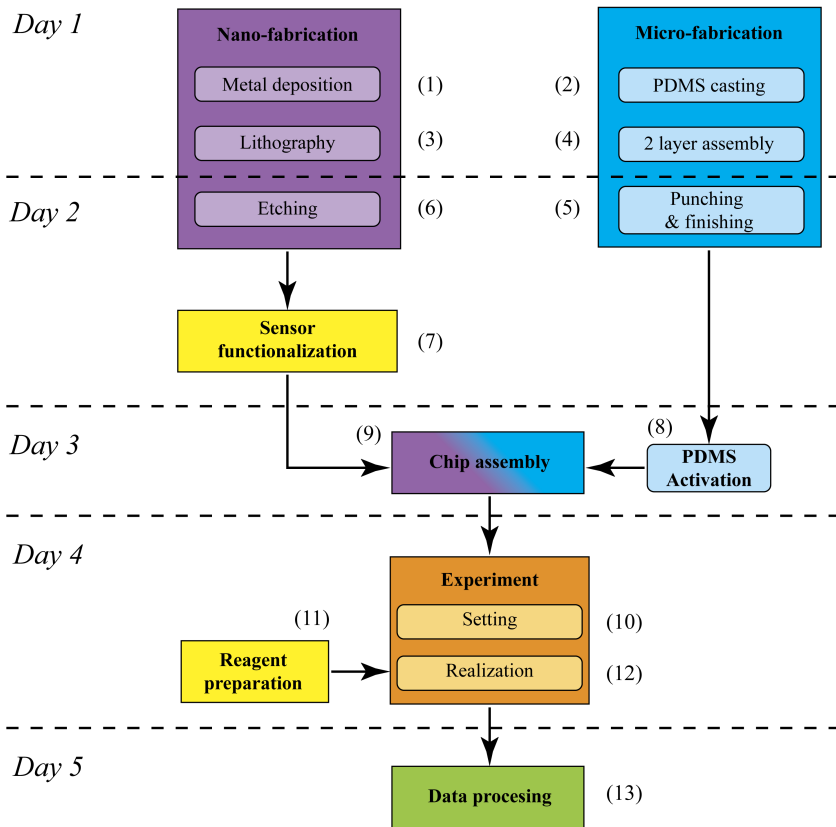 Day 1
Nano-fabrication
Micro-fabrication
Metal deposition
(1)
(2)
PDMS casting
Lithography
(3)
(4)
2 layer assembly
Day 2
Etching
(6)
(5)
Punching
& finishing
Sensor
functionalization
(7)
Day 3
(9)
Chip assembly
(8)
PDMS
Activation
Day 4
Experiment
Setting
(10)
(11)
Reagent
preparation
Realization
(12)
Day 5
Data procesing
(13)